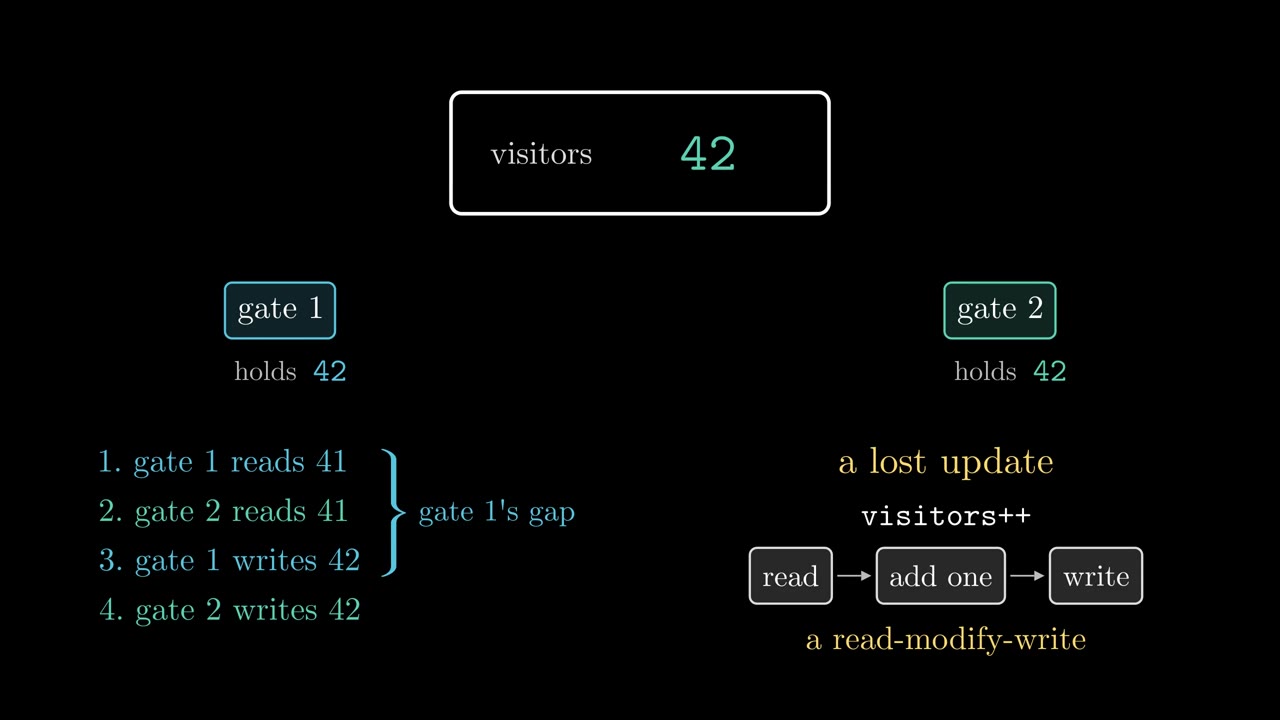 visitors 42
gate 1
holds 42
gate 2
holds 42
1. gate 1 reads 41
2. gate 2 reads 41
3. gate 1 writes 42
4. gate 2 writes 42
gate 1's gap
a lost update
visitors++
read add one write
a read-modify-write